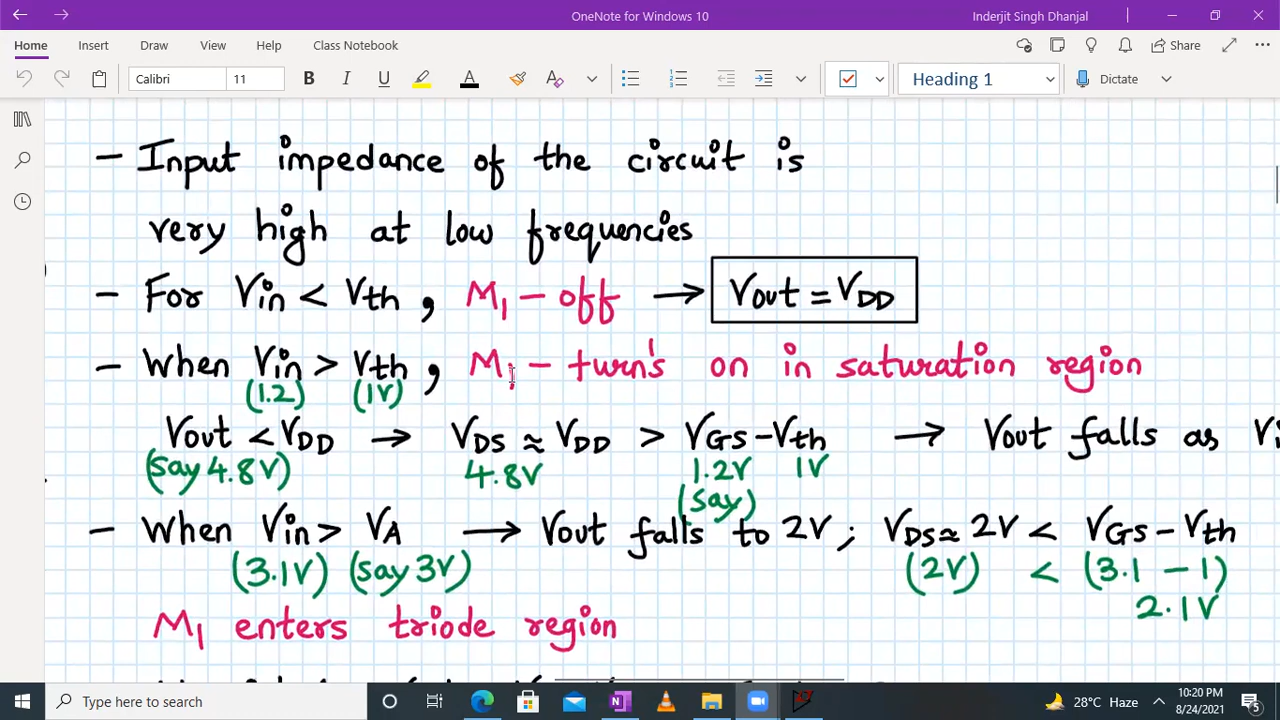 OneNote for Windows 10
Inderjit Singh Dhanjal
Home Insert Draw View Help Class Notebook Share
Calibri 11 B I U A Heading 1 Dictate
– Input impedance of the circuit is
very high at low frequencies
– For Vin < Vth, M1 – off → Vout = VDD
– When Vin > Vth, M1 – turn's on in saturation region
(1.2) (1V)
Vout < VDD → VDS ≈ VDD > VGS – Vth → Vout falls as
(say 4.8V) 4.8V 1.2V 1V
(say)
– When Vin > VA → Vout falls to 2V; VDS ≈ 2V < VGS – Vth
(3.1V) (say 3V) (2V) < (3.1 – 1)
2.1V
M1 enters triode region
Type here to search
28°C Haze
10:20 PM
8/24/2021
5